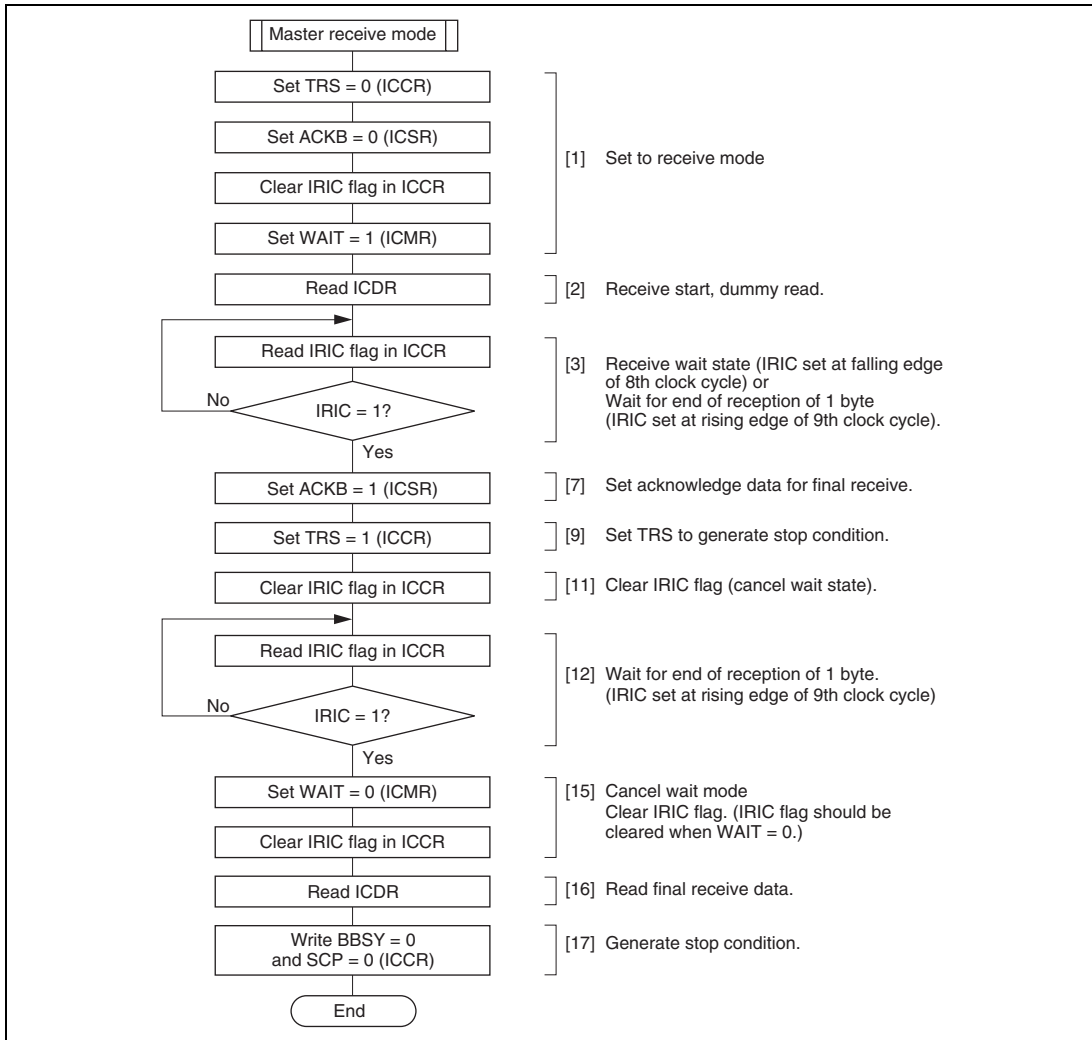 Master receive mode
Set TRS = 0 (ICCR)
Set ACKB = 0 (ICSR)
Clear IRIC flag in ICCR
Set WAIT = 1 (ICMR)
[1] Set to receive mode
Read ICDR
[2] Receive start, dummy read.
Read IRIC flag in ICCR
No
IRIC = 1?
Yes
[3] Receive wait state (IRIC set at falling edge
of 8th clock cycle) or
Wait for end of reception of 1 byte
(IRIC set at rising edge of 9th clock cycle).
Set ACKB = 1 (ICSR)
[7] Set acknowledge data for final receive.
Set TRS = 1 (ICCR)
[9] Set TRS to generate stop condition.
Clear IRIC flag in ICCR
[11] Clear IRIC flag (cancel wait state).
Read IRIC flag in ICCR
No
IRIC = 1?
Yes
[12] Wait for end of reception of 1 byte.
(IRIC set at rising edge of 9th clock cycle)
Set WAIT = 0 (ICMR)
Clear IRIC flag in ICCR
[15] Cancel wait mode
Clear IRIC flag. (IRIC flag should be
cleared when WAIT = 0.)
Read ICDR
[16] Read final receive data.
Write BBSY = 0
and SCP = 0 (ICCR)
[17] Generate stop condition.
End